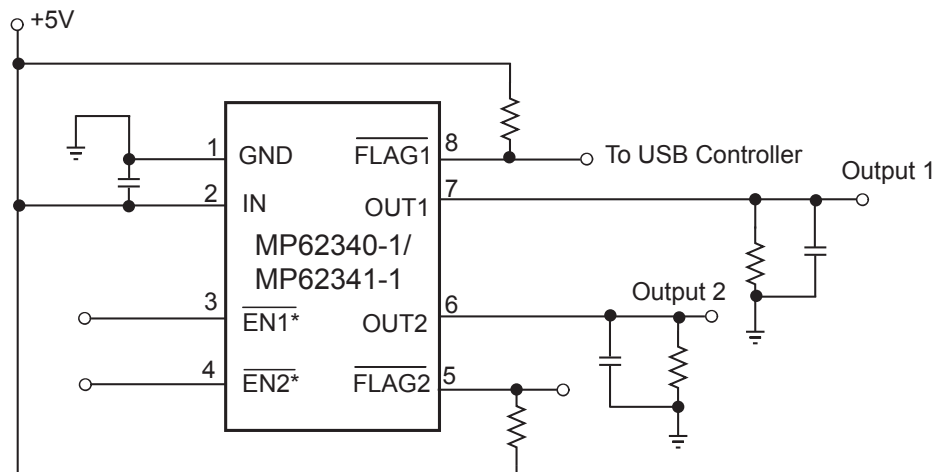 +5V
1
GND
FLAG1
8
To USB Controller
2
IN
OUT1
7
Output 1
MP62340-1/
MP62341-1
3
EN1*
OUT2
6
Output 2
4
EN2*
FLAG2
5